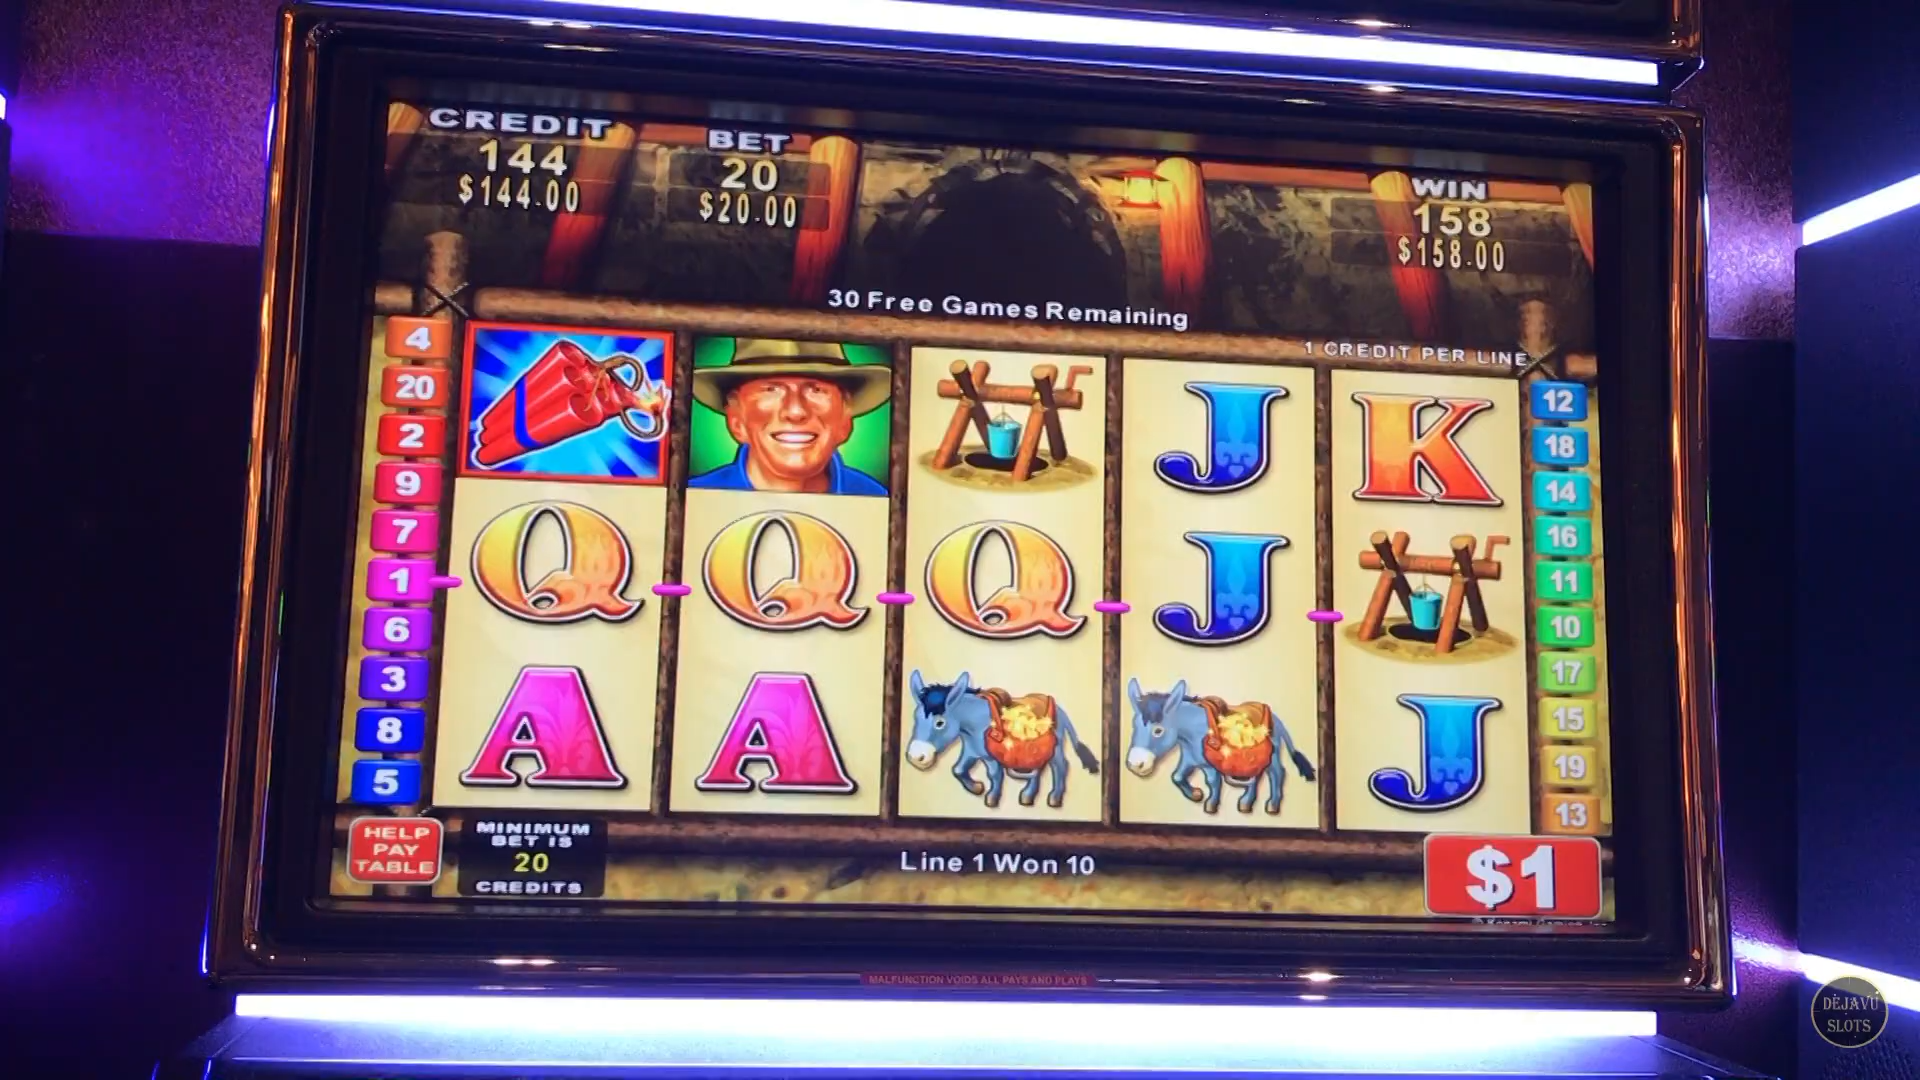 CREDIT
144
$144.00
BET
20
$20.00
WIN
158
$158.00
30 Free Games Remaining
1 CREDIT PER LINE
4
20
2
9
7
1
6
3
8
5
K
J
Q
Q
Q
J
A
A
J
12
18
14
16
11
10
17
15
19
13
HELP
PAY
TABLE
MINIMUM
BET IS
20
CREDITS
Line 1 Won 10
$1
MALFUNCTION VOIDS ALL PAYS AND PLAYS
DEJAVU
SLOTS